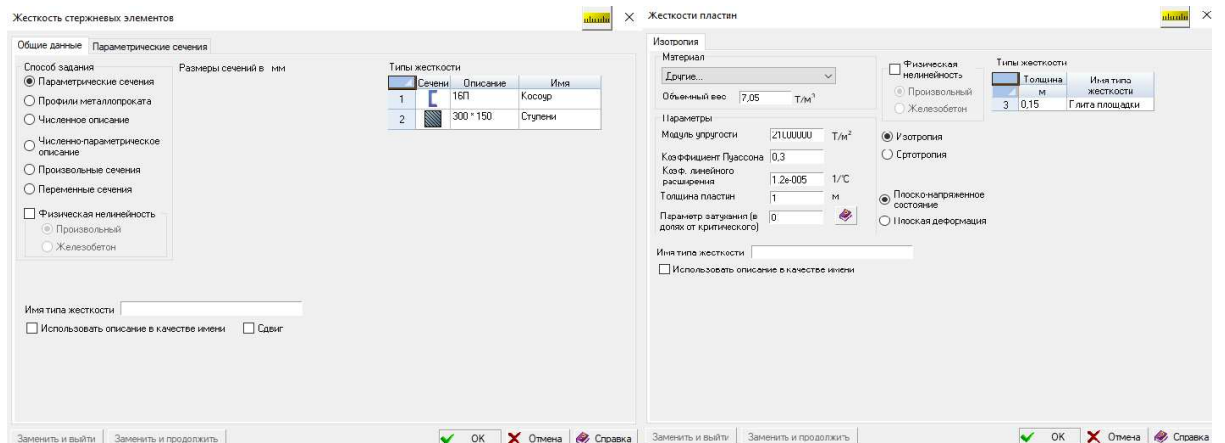 Жесткость стержневых элементов
Общие данные Параметрические сечения
Способ задания
Параметрические сечения
Профили металлопроката
Численное описание
Численно-параметрическое
описание
Произвольные сечения
Переменные сечения
Физическая нелинейность
Произвольный
Железобетон
Размеры сечений в мм
Типы жесткости
Сечени Описание Имя
1 16П Косоур
2 300 * 150 Ступени
Имя типа жесткости
Использовать описание в качестве имени Сдвиг
Заменить и выйти Заменить и продолжить OK Отмена Справка
Жесткости пластин
Изотропия
Материал
Другие...
Объемный вес 7,05 Т/м³
Параметры
Модуль упругости Т/м²
Коэффициент Пуассона 0,3
Коэф. линейного
расширения 1.2e-005 1/°C
Толщина пластин 1 м
Параметр затухания (в
долях от критического) 0
Физическая
нелинейность
Произвольный
Железобетон
Изотропия
Ортотропия
Плоско-напряженное
состояние
Плоская деформация
Типы жесткости
Толщина Имя типа
м жесткости
3 0,15 Плита площадки
Имя типа жесткости
Использовать описание в качестве имени
Заменить и выйти Заменить и продолжить OK Отмена Справка